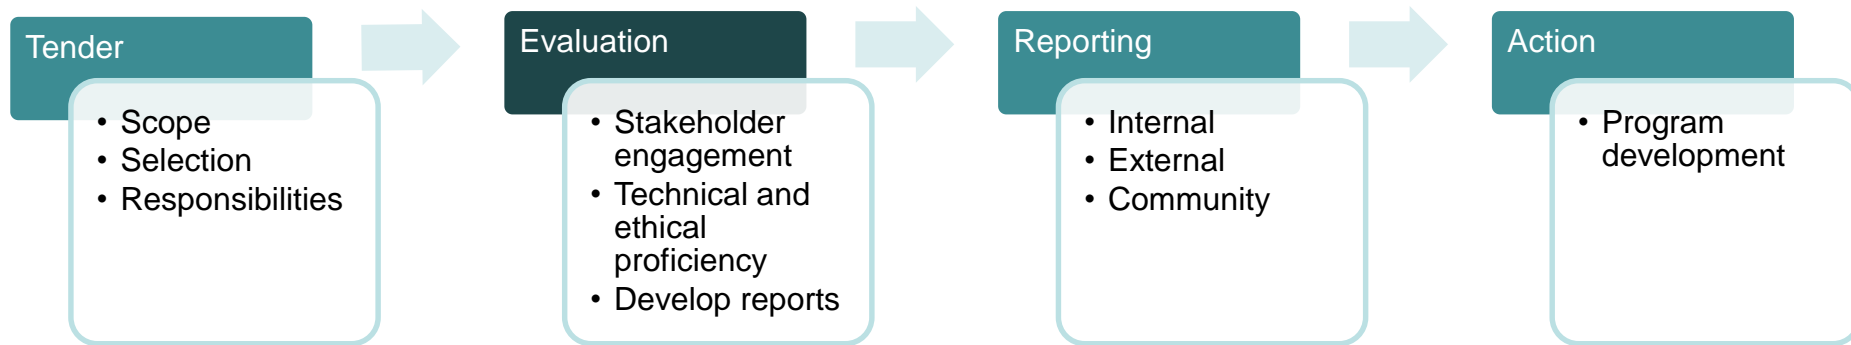 Tender
• Scope
• Selection
• Responsibilities
Evaluation
• Stakeholder
engagement
• Technical and
ethical
proficiency
• Develop reports
Reporting
• Internal
• External
• Community
Action
• Program
development